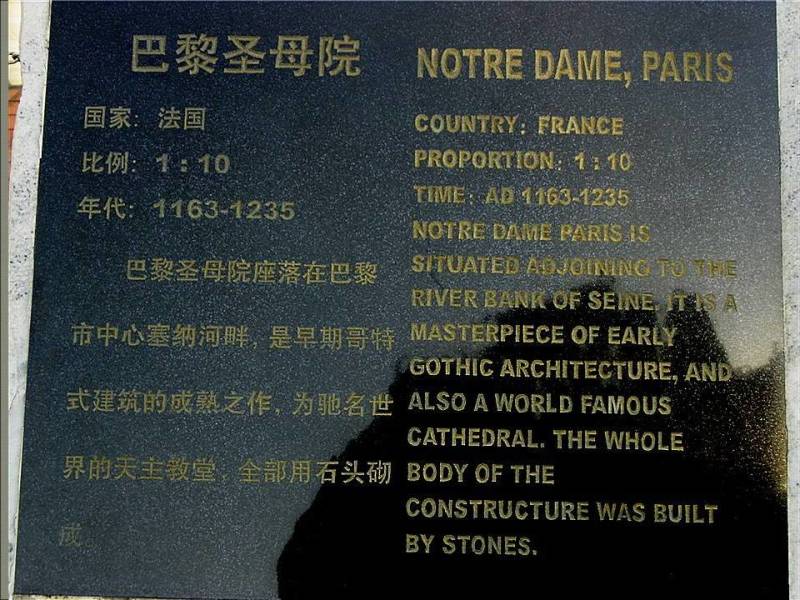 巴黎圣母院
国家：法国
比例：1：10
年代：1163-1235
巴黎圣母院座落在巴黎
市中心塞纳河畔，是早期哥特
式建筑的成熟之作，为驰名世
界的天主教堂，全部用石头砌
成。
NOTRE DAME, PARIS
COUNTRY: FRANCE
PROPORTION: 1:10
TIME: AD 1163-1235
NOTRE DAME PARIS IS
SITUATED ADJOINING TO THE
RIVER BANK OF SEINE. IT IS A
MASTERPIECE OF EARLY
GOTHIC ARCHITECTURE, AND
ALSO A WORLD FAMOUS
CATHEDRAL. THE WHOLE
BODY OF THE
CONSTRUCTURE WAS BUILT
BY STONES.